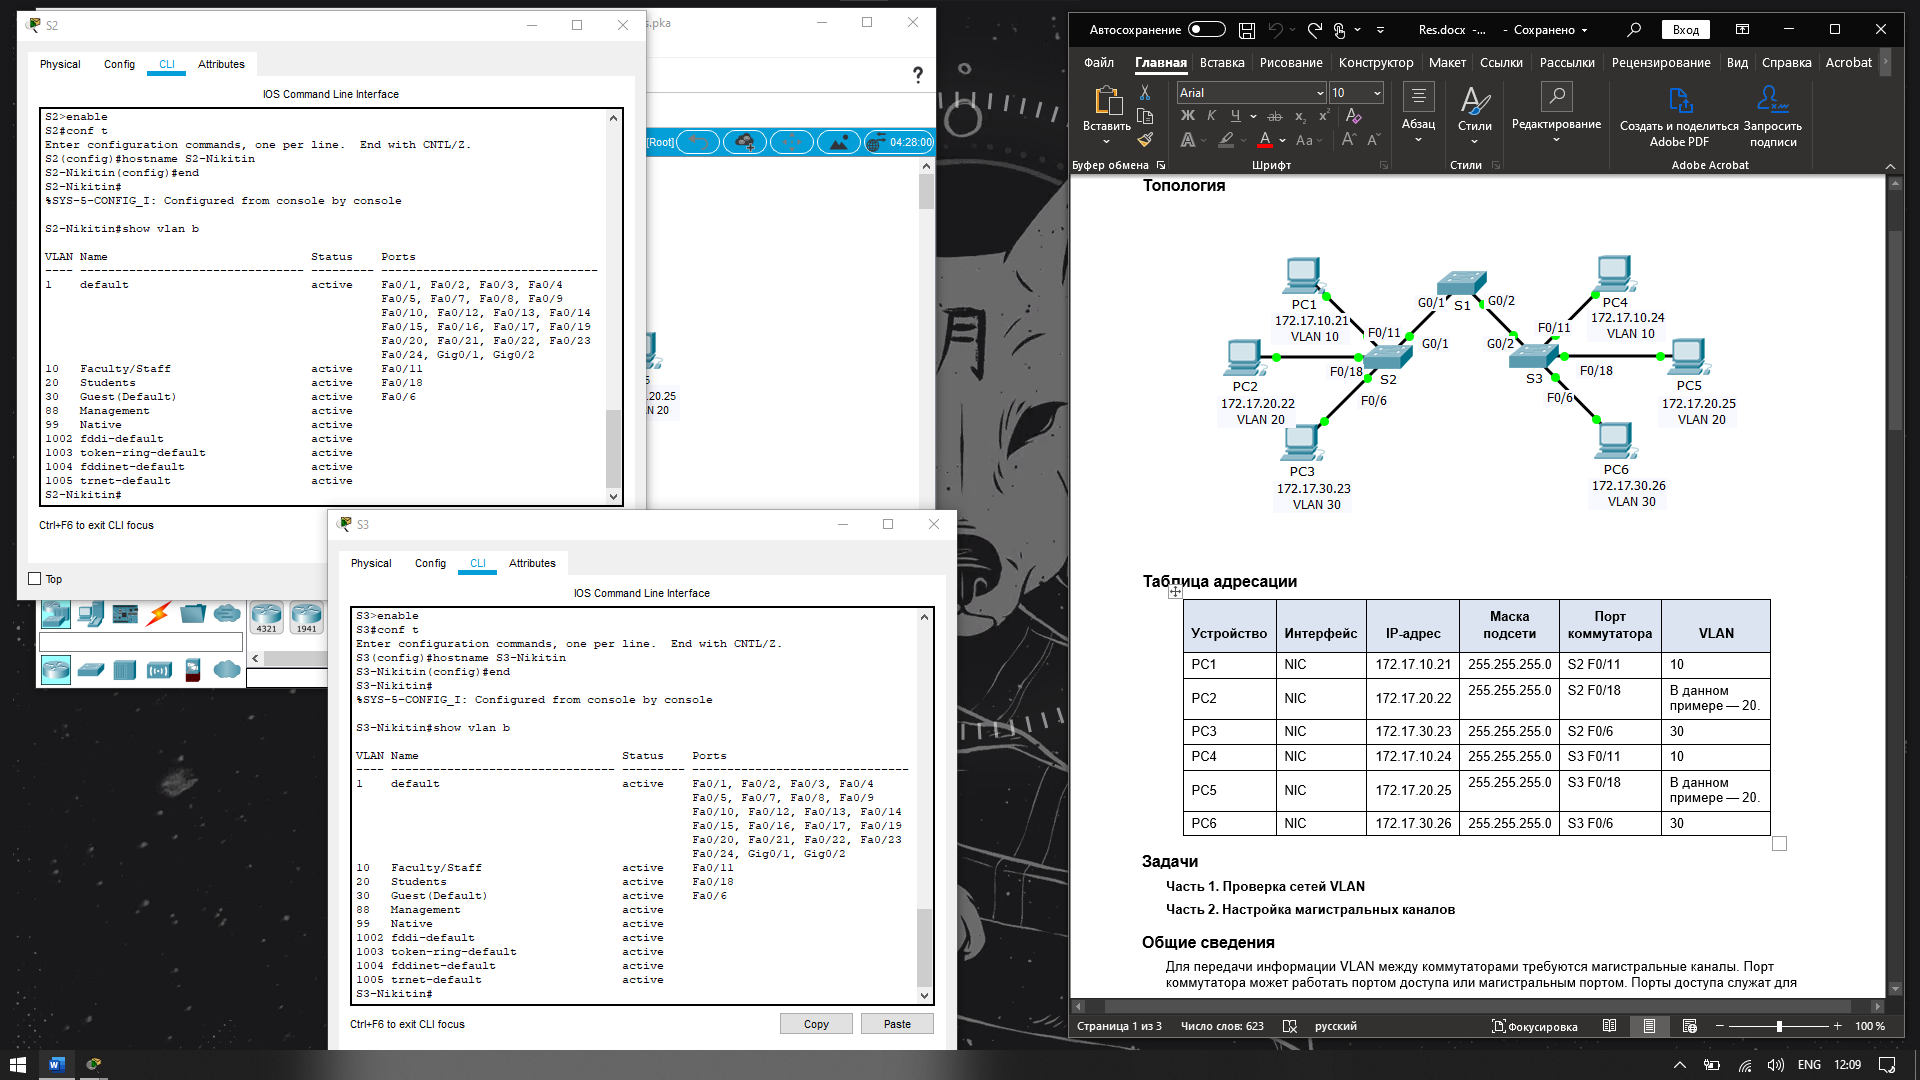 S2
Physical Config CLI Attributes
IOS Command Line Interface
S2>enable
S2#conf t
Enter configuration commands, one per line.  End with CNTL/Z.
S2(config)#hostname S2-Nikitin
S2-Nikitin(config)#end
S2-Nikitin#
%SYS-5-CONFIG_I: Configured from console by console
S2-Nikitin#show vlan b
VLAN Name                             Status    Ports
---- -------------------------------- --------- -------------------------------
1    default                          active    Fa0/1, Fa0/2, Fa0/3, Fa0/4
Fa0/5, Fa0/7, Fa0/8, Fa0/9
Fa0/10, Fa0/12, Fa0/13, Fa0/14
Fa0/15, Fa0/16, Fa0/17, Fa0/19
Fa0/20, Fa0/21, Fa0/22, Fa0/23
Fa0/24, Gig0/1, Gig0/2
10   Faculty/Staff                    active    Fa0/11
20   Students                         active    Fa0/18
30   Guest(Default)                   active    Fa0/6
88   Management                       active
99   Native                           active
1002 fddi-default                     active
1003 token-ring-default               active
1004 fddinet-default                  active
1005 trnet-default                    active
S2-Nikitin#
Ctrl+F6 to exit CLI focus
Top
s.pka
?
[Root]
04:28:00
20.25
N 20
4321 1941
S3
Physical Config CLI Attributes
IOS Command Line Interface
S3>enable
S3#conf t
Enter configuration commands, one per line.  End with CNTL/Z.
S3(config)#hostname S3-Nikitin
S3-Nikitin(config)#end
S3-Nikitin#
%SYS-5-CONFIG_I: Configured from console by console
S3-Nikitin#show vlan b
VLAN Name                             Status    Ports
---- -------------------------------- --------- -------------------------------
1    default                          active    Fa0/1, Fa0/2, Fa0/3, Fa0/4
Fa0/5, Fa0/7, Fa0/8, Fa0/9
Fa0/10, Fa0/12, Fa0/13, Fa0/14
Fa0/15, Fa0/16, Fa0/17, Fa0/19
Fa0/20, Fa0/21, Fa0/22, Fa0/23
Fa0/24, Gig0/1, Gig0/2
10   Faculty/Staff                    active    Fa0/11
20   Students                         active    Fa0/18
30   Guest(Default)                   active    Fa0/6
88   Management                       active
99   Native                           active
1002 fddi-default                     active
1003 token-ring-default               active
1004 fddinet-default                  active
1005 trnet-default                    active
S3-Nikitin#
Ctrl+F6 to exit CLI focus
Copy Paste
月
Автосохранение Res.docx -... - Сохранено Вход
Файл Главная Вставка Рисование Конструктор Макет Ссылки Рассылки Рецензирование Вид Справка Acrobat
Arial 10
Вставить Ж К Ч ab x₂ x² A Aa Абзац Стили Редактирование Создать и поделиться Adobe PDF Запросить подписи
Буфер обмена Шрифт Стили Adobe Acrobat
Топология
PC1
172.17.10.21
VLAN 10
PC2
172.17.20.22
VLAN 20
PC3
172.17.30.23
VLAN 30
F0/11
F0/18
F0/6
S2
G0/1
G0/1
S1
G0/2
G0/2
S3
F0/11
F0/18
F0/6
PC4
172.17.10.24
VLAN 10
PC5
172.17.20.25
VLAN 20
PC6
172.17.30.26
VLAN 30
Таблица адресации
Устройство Интерфейс IP-адрес Маска подсети Порт коммутатора VLAN
PC1 NIC 172.17.10.21 255.255.255.0 S2 F0/11 10
PC2 NIC 172.17.20.22 255.255.255.0 S2 F0/18 В данном примере — 20.
PC3 NIC 172.17.30.23 255.255.255.0 S2 F0/6 30
PC4 NIC 172.17.10.24 255.255.255.0 S3 F0/11 10
PC5 NIC 172.17.20.25 255.255.255.0 S3 F0/18 В данном примере — 20.
PC6 NIC 172.17.30.26 255.255.255.0 S3 F0/6 30
Задачи
Часть 1. Проверка сетей VLAN
Часть 2. Настройка магистральных каналов
Общие сведения
Для передачи информации VLAN между коммутаторами требуются магистральные каналы. Порт
коммутатора может работать портом доступа или магистральным портом. Порты доступа служат для
Страница 1 из 3 Число слов: 623 русский Фокусировка 100 %
ENG 12:09